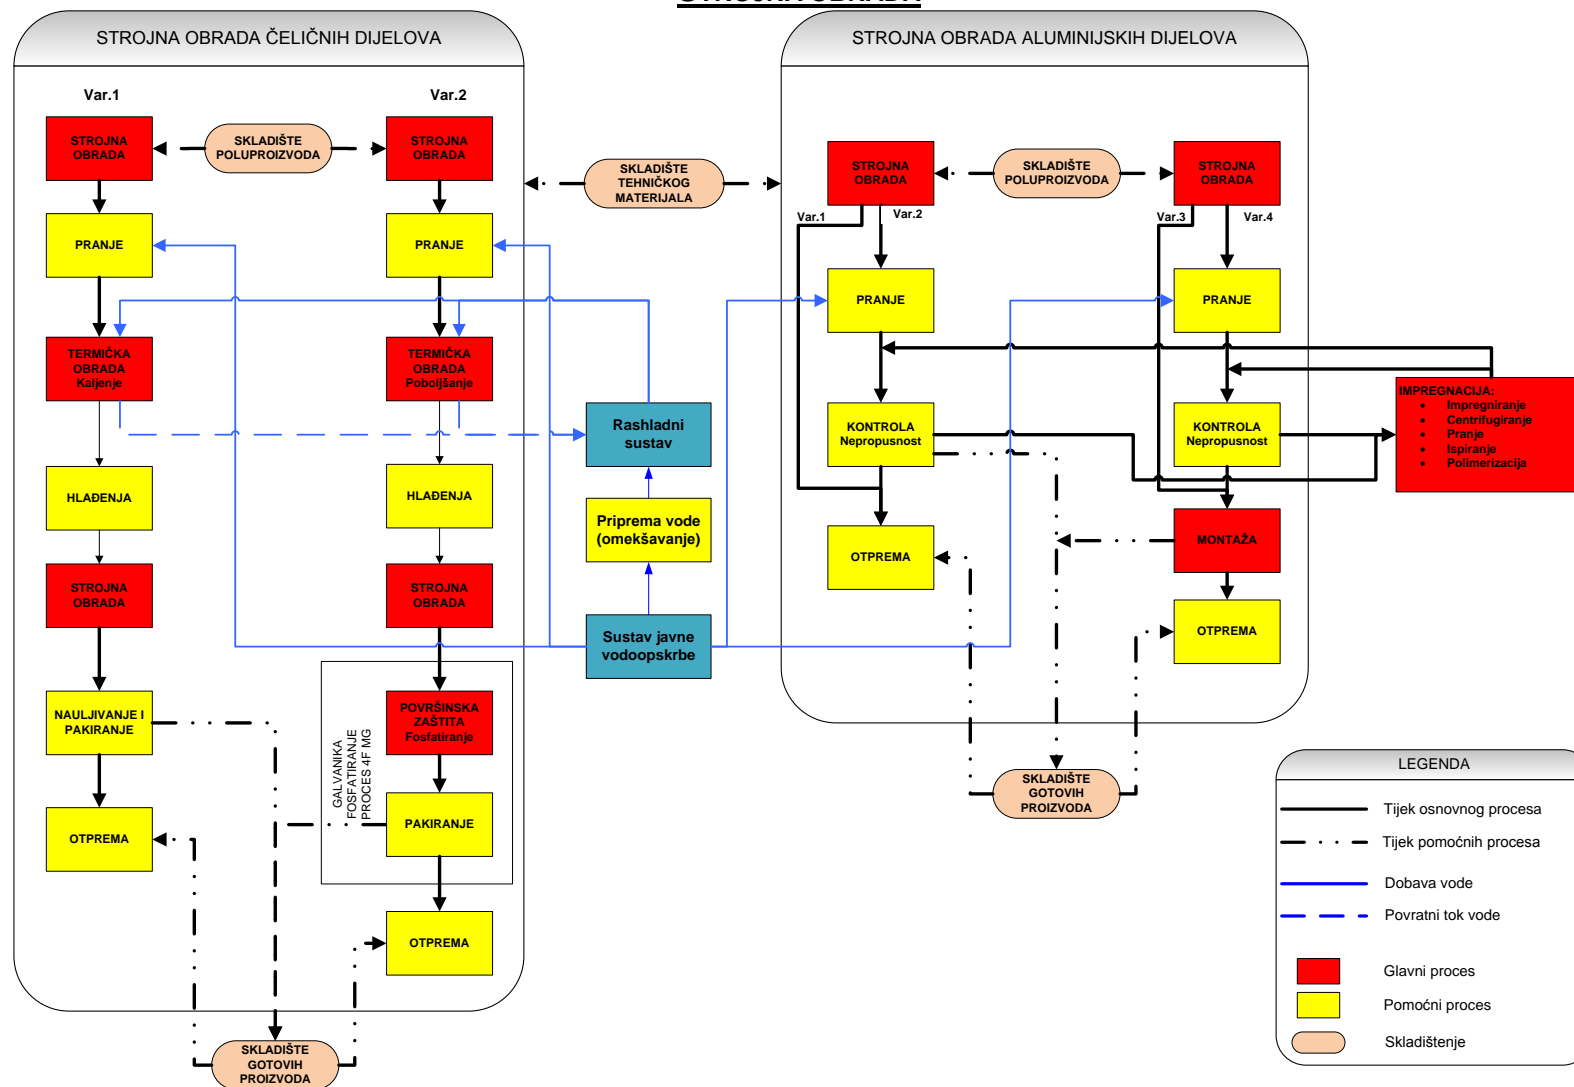 STROJNA OBRADA
STROJNA OBRADA ČELIČNIH DIJELOVA
Var.1
Var.2
STROJNA
OBRADA
SKLADIŠTE
POLUPROIZVODA
STROJNA
OBRADA
PRANJE
PRANJE
TERMIČKA
OBRADA
Kaljenje
TERMIČKA
OBRADA
Poboljšanje
HLAĐENJA
HLAĐENJA
STROJNA
OBRADA
STROJNA
OBRADA
NAULJIVANJE I
PAKIRANJE
GALVANIKA
FOSFATIRANJE
PROCES 4F MG
POVRŠINSKA
ZAŠTITA
Fosfatiranje
PAKIRANJE
OTPREMA
OTPREMA
SKLADIŠTE
GOTOVIH
PROIZVODA
SKLADIŠTE
TEHNIČKOG
MATERIJALA
Rashladni
sustav
Priprema vode
(omekšavanje)
Sustav javne
vodoopskrbe
STROJNA OBRADA ALUMINIJSKIH DIJELOVA
STROJNA
OBRADA
SKLADIŠTE
POLUPROIZVODA
STROJNA
OBRADA
Var.1
Var.2
Var.3
Var.4
PRANJE
PRANJE
KONTROLA
Nepropusnost
KONTROLA
Nepropusnost
IMPREGNACIJA:
• Impregniranje
• Centrifugiranje
• Pranje
• Ispiranje
• Polimerizacija
OTPREMA
MONTAŽA
OTPREMA
SKLADIŠTE
GOTOVIH
PROIZVODA
LEGENDA
Tijek osnovnog procesa
Tijek pomoćnih procesa
Dobava vode
Povratni tok vode
Glavni proces
Pomoćni proces
Skladištenje